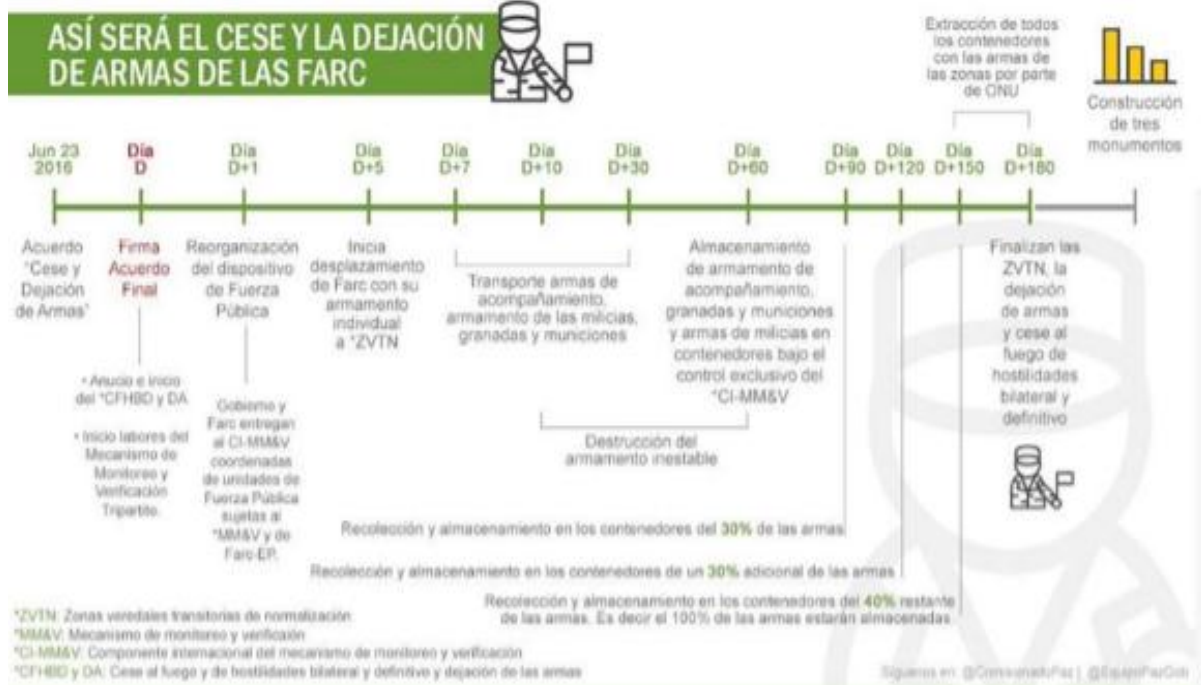 ASÍ SERÁ EL CESE Y LA DEJACIÓN
DE ARMAS DE LAS FARC
Extracción de todos
los contenedores
con las armas de
las zonas por parte
de ONU
Construcción
de tres
monumentos
Jun 23
2016
Día
D
Día
D+1
Día
D+5
Día
D+7
Día
D+10
Día
D+30
Día
D+60
Día
D+90
Día
D+120
Día
D+150
Día
D+180
Acuerdo
"Cese y
Dejación
de Armas"
Firma
Acuerdo
Final
• Anucio e inicio
del *CFHBD y DA
• Inicio labores del
Mecanismo de
Monitoreo y
Verificación
Tripartito.
Reorganización
del dispositivo
de Fuerza
Pública
Gobierno y
Farc entregan
al CI-MM&V
coordenadas
de unidades de
Fuerza Pública
sujetas al
*MM&V y de
Farc-EP.
Inicia
desplazamiento
de Farc con su
armamento
individual
a *ZVTN
Transporte armas de
acompañamiento,
armamento de las milicias,
granadas y municiones
Almacenamiento
de armamento de
acompañamiento,
granadas y municiones
y armas de milicias en
contenedores bajo el
control exclusivo del
*CI-MM&V
Destrucción del
armamento inestable
Finalizan las
ZVTN, la
dejación
de armas
y cese al
fuego de
hostilidades
bilateral y
definitivo
Recolección y almacenamiento en los contenedores del 30% de las armas
Recolección y almacenamiento en los contenedores de un 30% adicional de las armas
Recolección y almacenamiento en los contenedores del 40% restante
de las armas. Es decir el 100% de las armas estarán almacenadas
*ZVTN: Zonas veredales transitorias de normalización
*MM&V: Mecanismo de monitoreo y verificaión
*CI-MM&V: Componente internacional del mecanismo de monitoreo y verificación
*CFHBD y DA: Cese al fuego y de hostilidades bilateral y definitivo y dejación de las armas
Síguenos en: @ComisionadoPaz | @EquipoPazGob